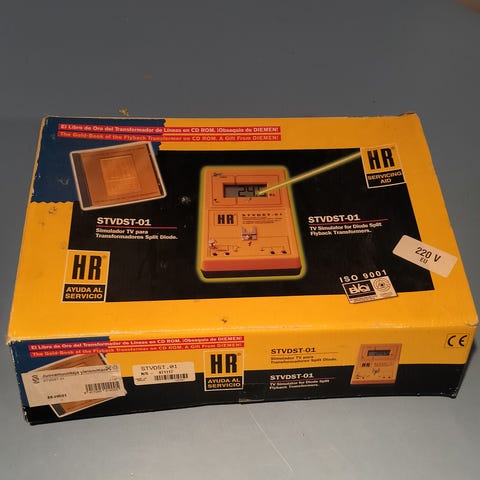 El Libro de Oro del Transformador de Líneas en CD ROM. ¡Obsequio de DIEMEN!
The Gold-Book of the Flyback Transformer on CD ROM. A Gift From DIEMEN!
HR
SERVICING
AID
STVDST-01
Simulador TV para
Transformadores Split Diode.
HR
STVDST-01
STVDST-01
TV Simulator for Diode Split
Flyback Transformers.
220 V
EU
ISO 9001
HR
AYUDA AL
SERVICIO
El Libro de Oro del Transformador de Líneas en CD ROM. ¡Obsequio de DIEMEN!
The Gold-Book of the Flyback Transformer on CD ROM. A Gift From DIEMEN!
STVDST.01
HR
AYUDA AL
SERVICIO
STVDST-01
Simulador TV para
Transformadores Split Diode.
STVDST-01
TV Simulator for Diode Split
Flyback Transformers.
CE